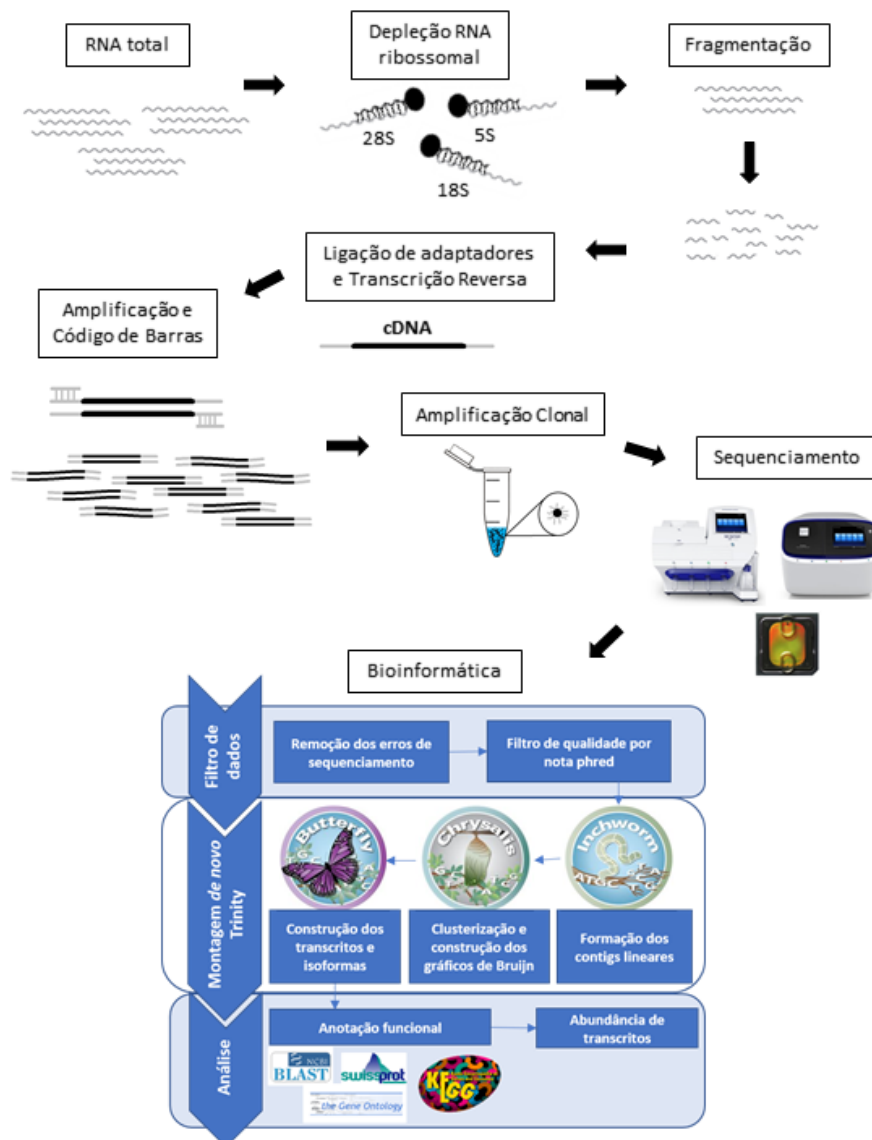 RNA total
Depleção RNA
ribossomal
Fragmentação
28S
5S
18S
Ligação de adaptadores
e Transcrição Reversa
cDNA
Amplificação e
Código de Barras
Amplificação Clonal
Sequenciamento
Bioinformática
Filtro de
dados
Remoção dos erros de
sequenciamento
Filtro de qualidade por
nota phred
Montagem de novo
Trinity
Butterfly
Chrysalis
Inchworm
Construção dos
transcritos e
isoformas
Clusterização e
construção dos
gráficos de Bruijn
Formação dos
contigs lineares
Análise
Anotação funcional
Abundância de
transcritos
NCBI
BLAST
swissprot
the Gene Ontology
KEGG